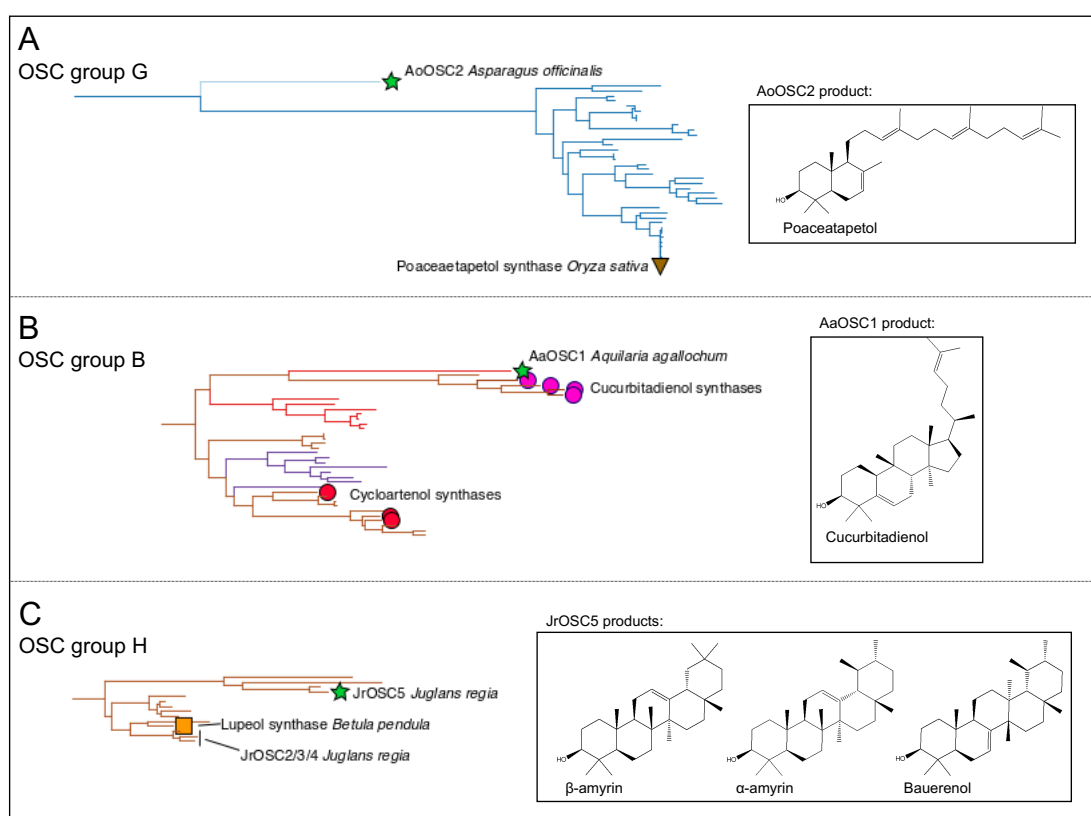 A
OSC group G
AoOSC2 Asparagus officinalis
AoOSC2 product:
HO
Poaceatapetol
Poaceaetapetol synthase Oryza sativa
B
OSC group B
AaOSC1 product:
AaOSC1 Aquilaria agallochum
Cucurbitadienol synthases
Cycloartenol synthases
HO
Cucurbitadienol
C
OSC group H
JrOSC5 products:
JrOSC5 Juglans regia
Lupeol synthase Betula pendula
JrOSC2/3/4 Juglans regia
HO
HO
HO
β-amyrin
α-amyrin
Bauerenol